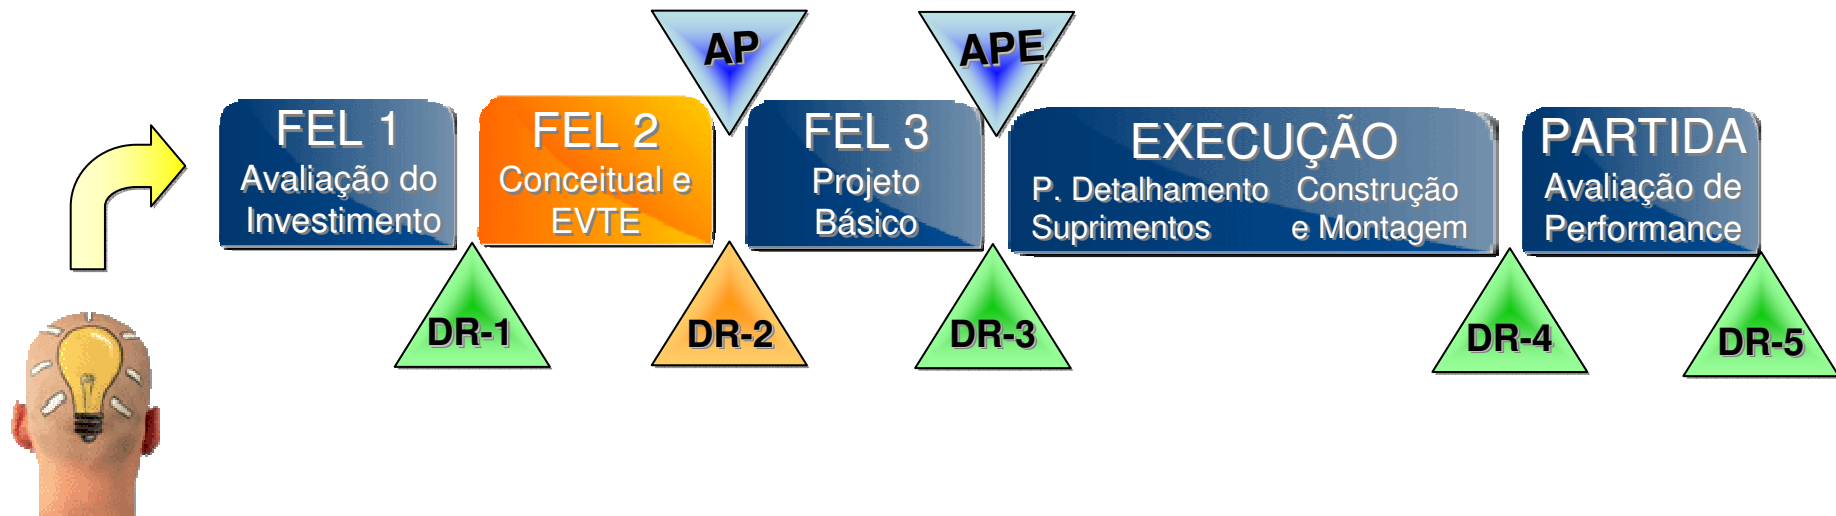 AP
APE
FEL 1
Avaliação do
Investimento
FEL 2
Conceitual e
EVTE
FEL 3
Projeto
Básico
EXECUÇÃO
P. Detalhamento Construção
Suprimentos e Montagem
PARTIDA
Avaliação de
Performance
DR-1
DR-2
DR-3
DR-4
DR-5